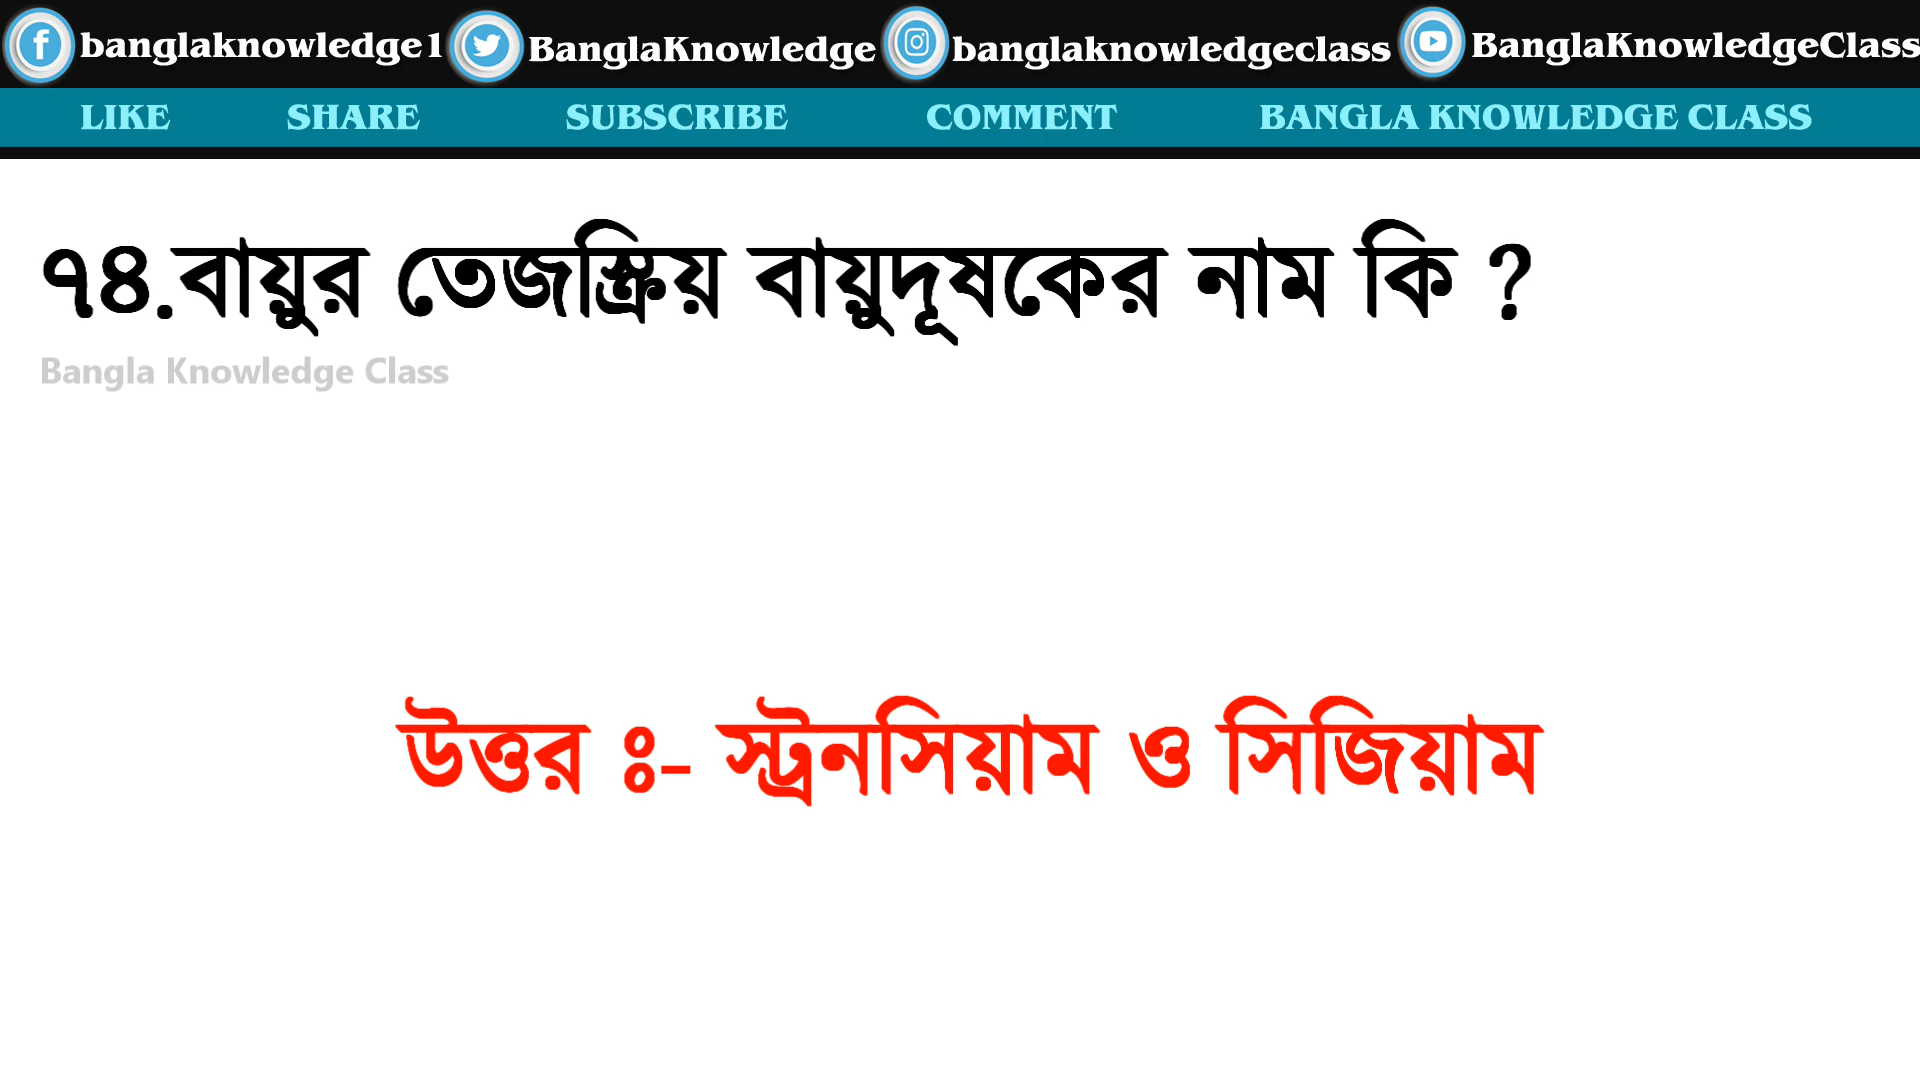 banglaknowledge1 BanglaKnowledge banglaknowledgeclass BanglaKnowledgeClass
LIKE SHARE SUBSCRIBE COMMENT BANGLA KNOWLEDGE CLASS
৭৪.বায়ুর তেজস্ক্রিয় বায়ুদূষকের নাম কি ?
Bangla Knowledge Class
উত্তর ঃ- স্ট্রনসিয়াম ও সিজিয়াম